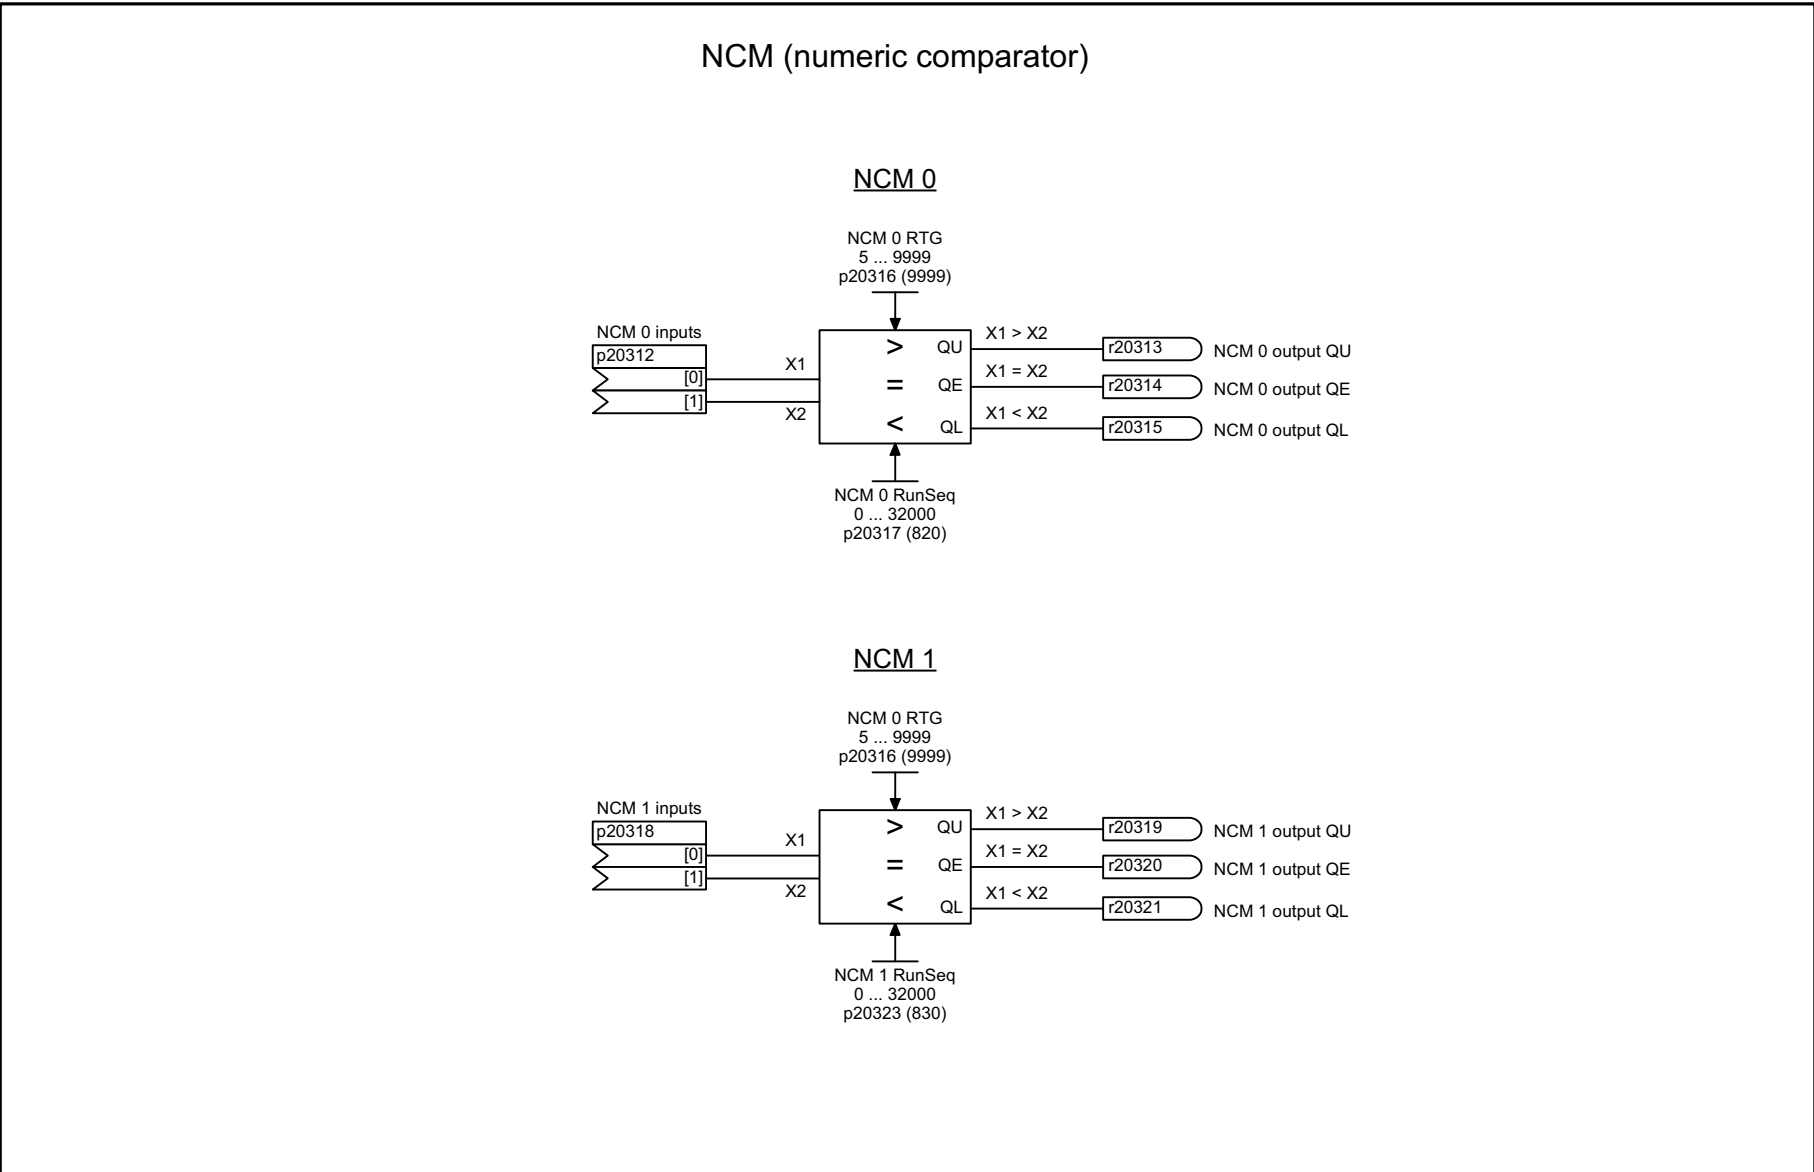 NCM (numeric comparator)
NCM 0
NCM 0 RTG
5 ... 9999
p20316 (9999)
NCM 0 inputs
p20312
[0]
[1]
X1
X2
>
=
<
QU
QE
QL
X1 > X2
X1 = X2
X1 < X2
r20313
r20314
r20315
NCM 0 output QU
NCM 0 output QE
NCM 0 output QL
NCM 0 RunSeq
0 ... 32000
p20317 (820)
NCM 1
NCM 0 RTG
5 ... 9999
p20316 (9999)
NCM 1 inputs
p20318
[0]
[1]
X1
X2
>
=
<
QU
QE
QL
X1 > X2
X1 = X2
X1 < X2
r20319
r20320
r20321
NCM 1 output QU
NCM 1 output QE
NCM 1 output QL
NCM 1 RunSeq
0 ... 32000
p20323 (830)